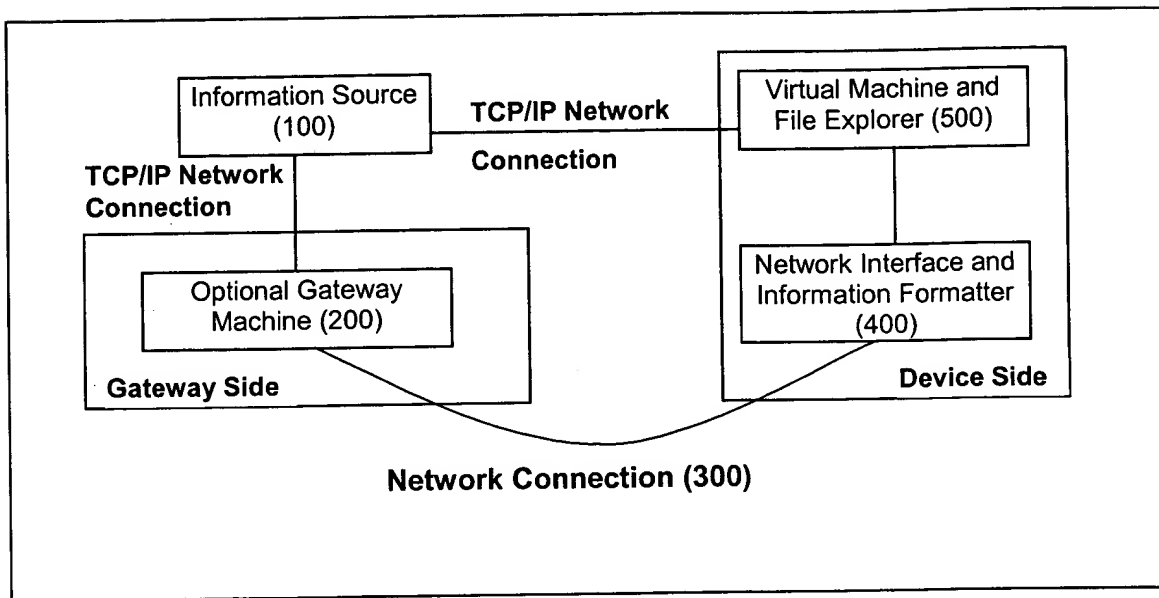 Information Source
(100)
TCP/IP Network
Connection
Virtual Machine and
File Explorer (500)
TCP/IP Network
Connection
Optional Gateway
Machine (200)
Gateway Side
Network Interface and
Information Formatter
(400)
Device Side
Network Connection (300)